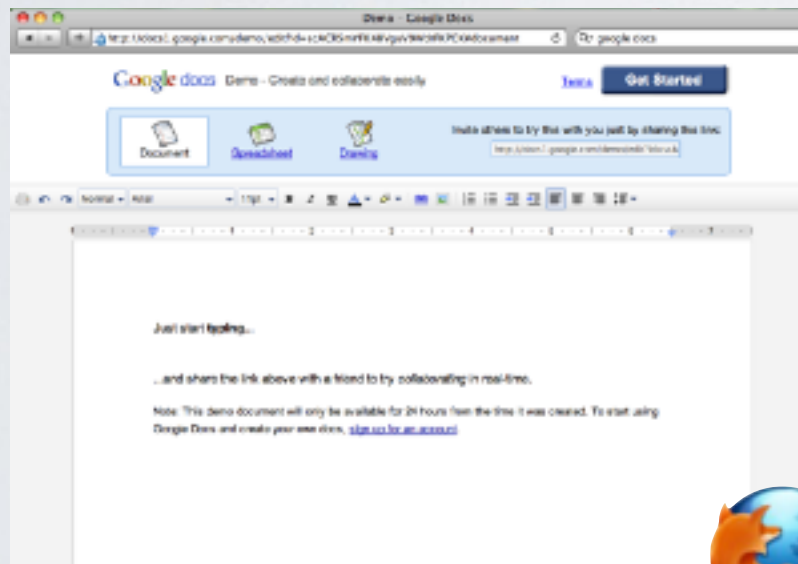 Demo - Google Docs
google docs
Google docs Demo - Create and collaborate easily
Terms Get Started
Invite others to try this with you just by sharing this link:
Document Spreadsheet Drawing
Normal Arial 11pt
Just start typing...
...and share the link above with a friend to try collaborating in real-time.
Note: This demo document will only be available for 24 hours from the time it was created. To start using
Google Docs and create your own docs, sign up for an account